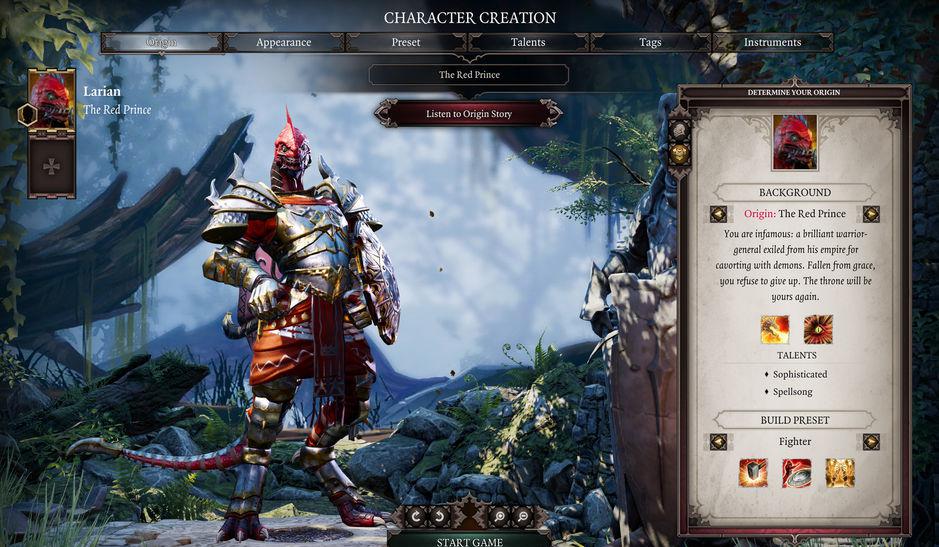 CHARACTER CREATION
Origin
Appearance
Preset
Talents
Tags
Instruments
The Red Prince
Listen to Origin Story
Larian
The Red Prince
DETERMINE YOUR ORIGIN
BACKGROUND
Origin: The Red Prince
You are infamous: a brilliant warrior-
general exiled from his empire for
cavorting with demons. Fallen from grace,
you refuse to give up. The throne will be
yours again.
TALENTS
♦ Sophisticated
♦ Spellsong
BUILD PRESET
Fighter
START GAME